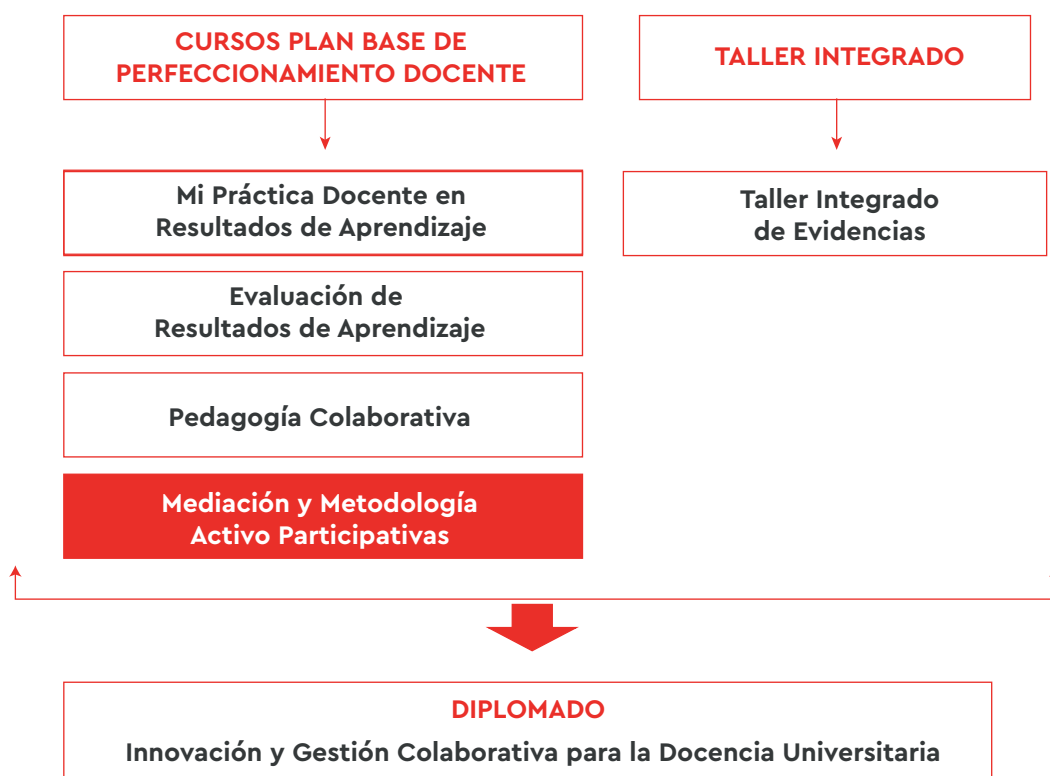 CURSOS PLAN BASE DE
PERFECCIONAMIENTO DOCENTE
Mi Práctica Docente en
Resultados de Aprendizaje
Evaluación de
Resultados de Aprendizaje
Pedagogía Colaborativa
Mediación y Metodología
Activo Participativas
TALLER INTEGRADO
Taller Integrado
de Evidencias
DIPLOMADO
Innovación y Gestión Colaborativa para la Docencia Universitaria